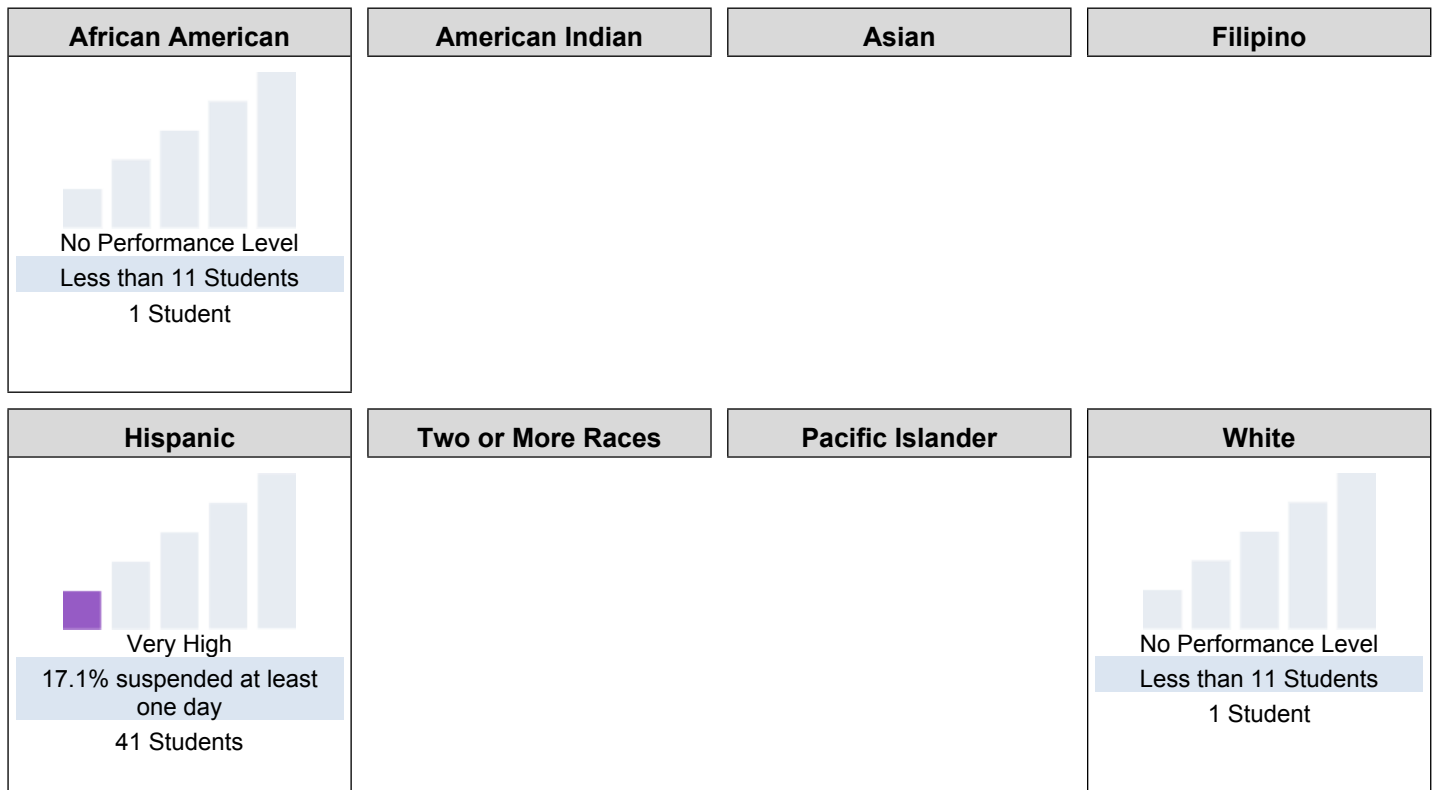 African American
American Indian
Asian
Filipino
No Performance Level
Less than 11 Students
1 Student
Hispanic
Two or More Races
Pacific Islander
White
Very High
17.1% suspended at least
one day
41 Students
No Performance Level
Less than 11 Students
1 Student